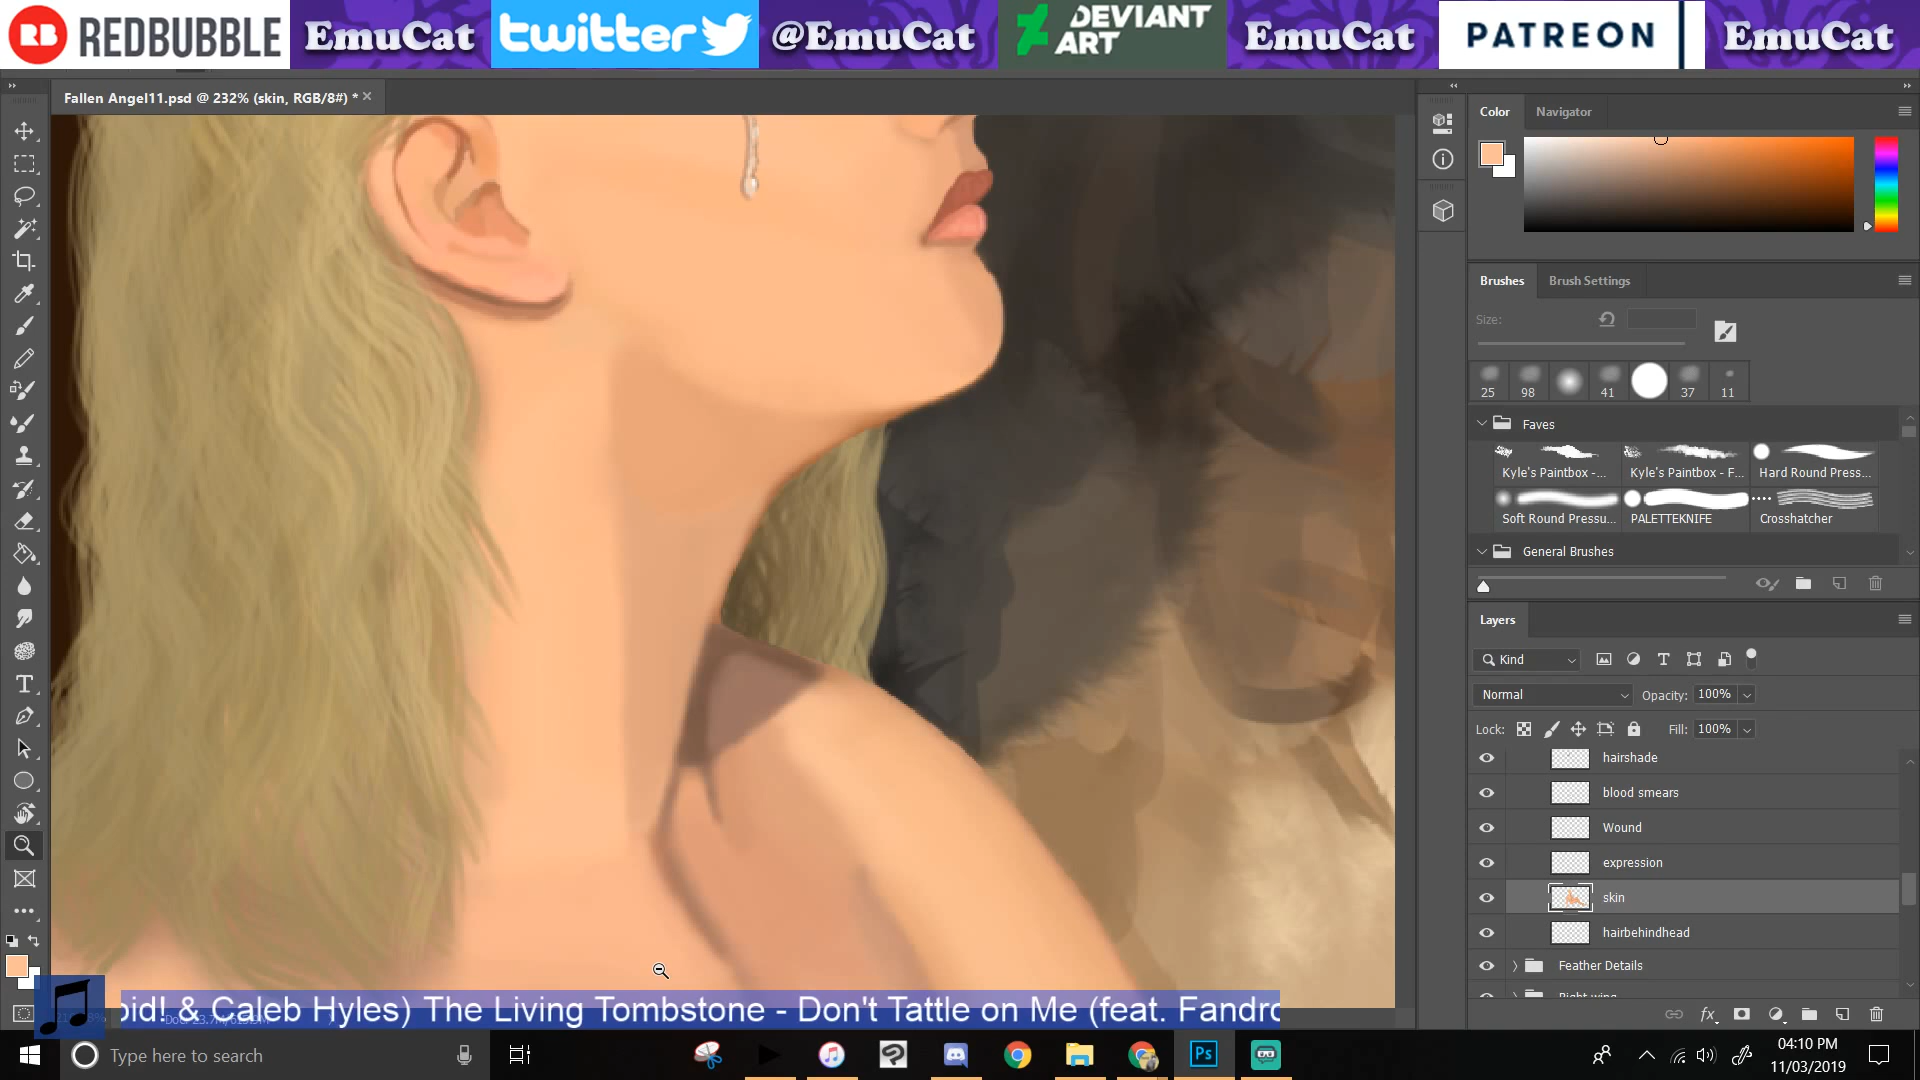 REDBUBBLE EmuCat twitter @EmuCat DEVIANT ART EmuCat PATREON EmuCat
Fallen Angel11.psd @ 232% (skin, RGB/8#) *
Color Navigator
Brushes Brush Settings
Size:
25 98 41 37 11
Faves
Kyle's Paintbox -... Kyle's Paintbox - F... Hard Round Press...
Soft Round Pressu... PALETTEKNIFE Crosshatcher
General Brushes
Layers
Kind
Normal Opacity: 100%
Lock: Fill: 100%
hairshade
blood smears
Wound
expression
skin
hairbehindhead
Feather Details
Right wing
oid! & Caleb Hyles) The Living Tombstone - Don't Tattle on Me (feat. Fandro
Type here to search
04:10 PM
11/03/2019